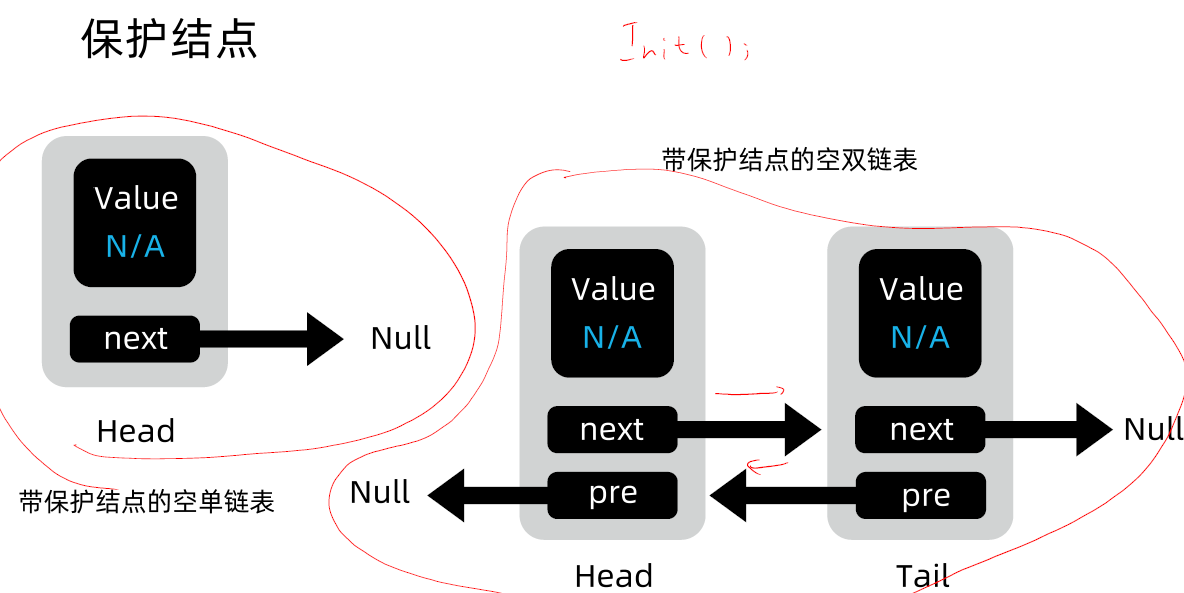 保护结点
Init();
Value
N/A
next
Null
Head
带保护结点的空单链表
带保护结点的空双链表
Value
N/A
next
pre
Null
Head
Value
N/A
next
Null
pre
Tail